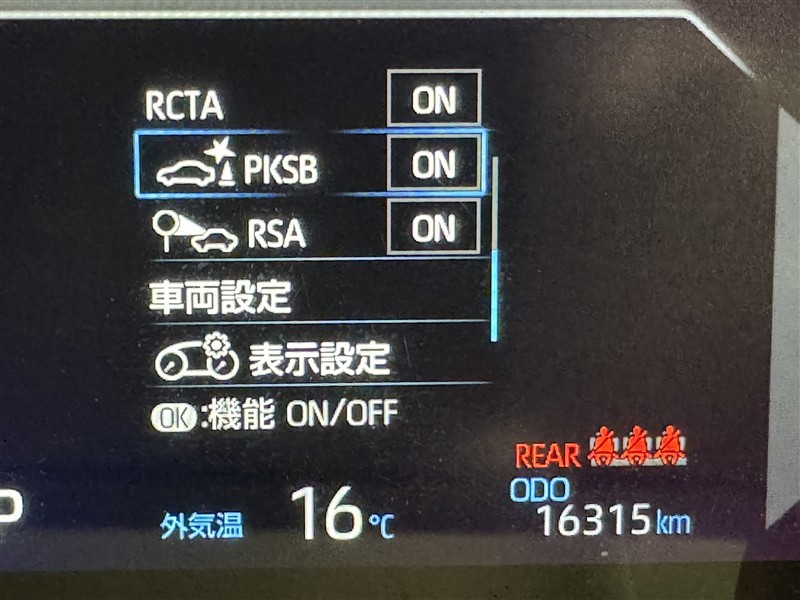 RCTA ON
PKSB ON
RSA ON
車両設定
表示設定
OK:機能 ON/OFF
REAR
ODO
外気温 16℃ 16315km